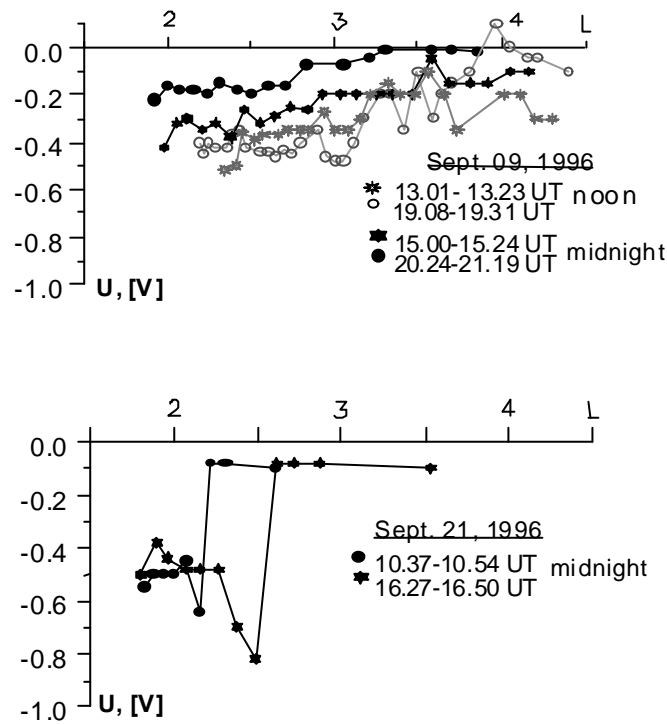 2 3 4 L
0.0
-0.2
-0.4
-0.6
-0.8
-1.0
U, [V]
Sept. 09, 1996
13.01- 13.23 UT noon
19.08-19.31 UT
15.00-15.24 UT midnight
20.24-21.19 UT
2 3 4 L
0.0
-0.2
-0.4
-0.6
-0.8
-1.0
U, [V]
Sept. 21, 1996
10.37-10.54 UT midnight
16.27-16.50 UT